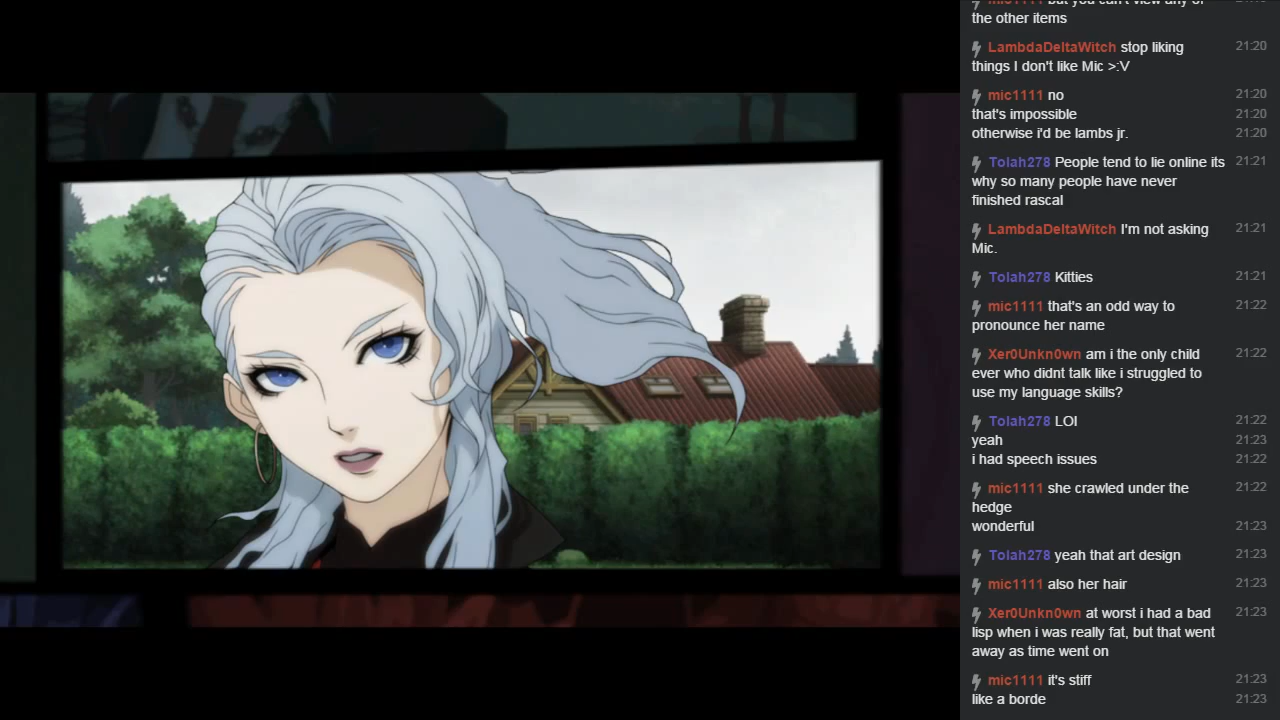 mic1111 but you can't view any of
the other items
LambdaDeltaWitch stop liking 21:20
things I don't like Mic >:V
mic1111 no 21:20
that's impossible 21:20
otherwise i'd be lambs jr. 21:20
Tolah278 People tend to lie online its 21:21
why so many people have never
finished rascal
LambdaDeltaWitch I'm not asking 21:21
Mic.
Tolah278 Kitties 21:21
mic1111 that's an odd way to 21:22
pronounce her name
Xer0Unkn0wn am i the only child 21:22
ever who didnt talk like i struggled to
use my language skills?
Tolah278 LOl 21:22
yeah 21:23
i had speech issues 21:22
mic1111 she crawled under the 21:22
hedge
wonderful 21:23
Tolah278 yeah that art design 21:23
mic1111 also her hair 21:23
Xer0Unkn0wn at worst i had a bad 21:23
lisp when i was really fat, but that went
away as time went on
mic1111 it's stiff 21:23
like a borde 21:23